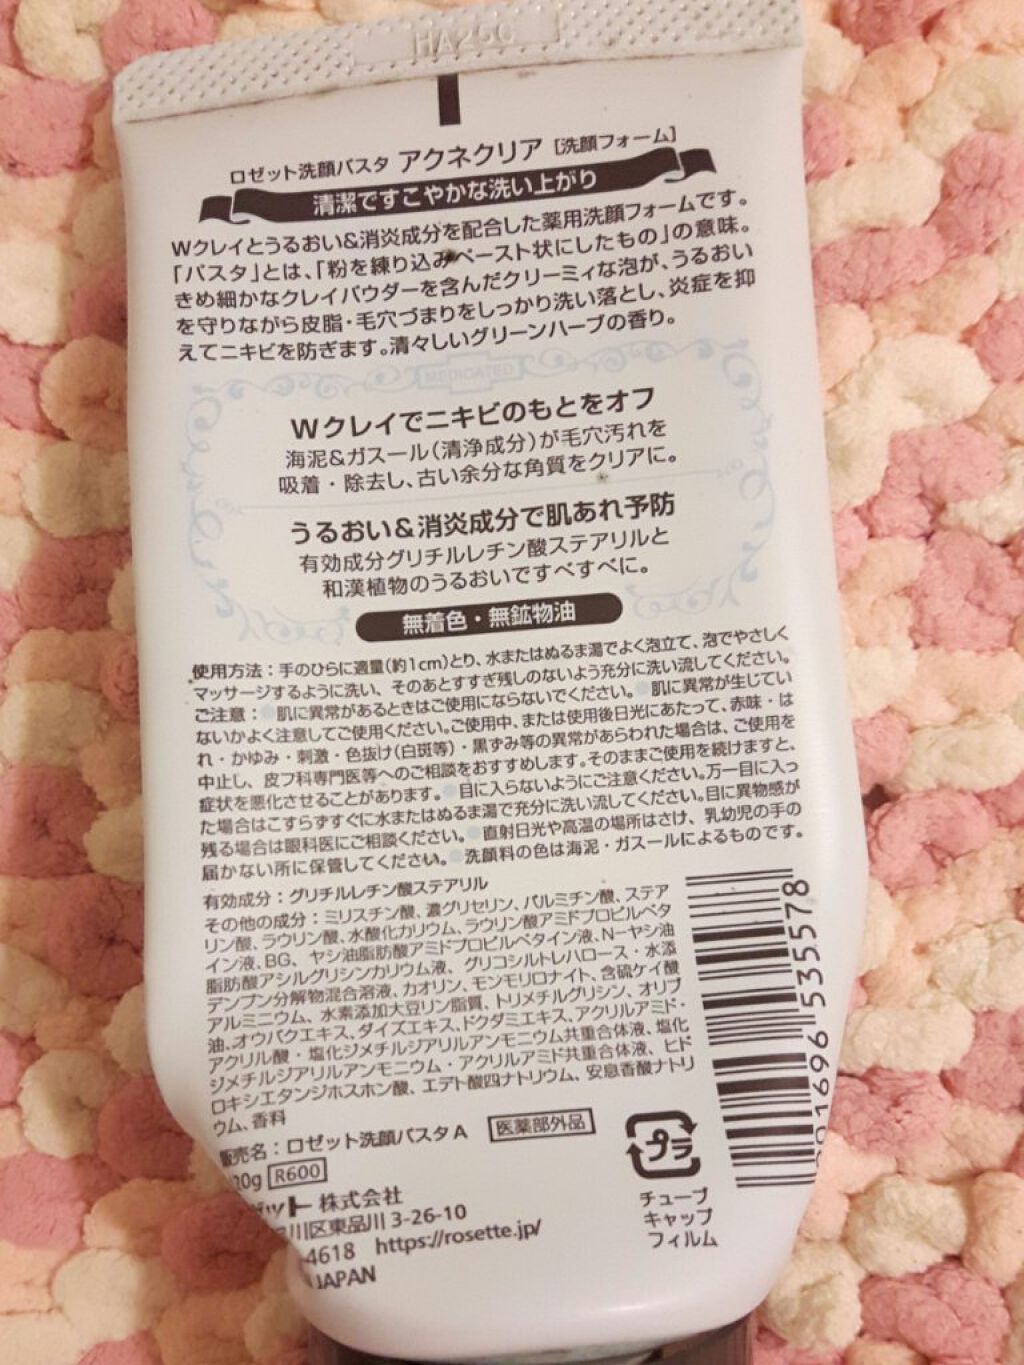 HA256
ロゼット洗顔パスタ アクネクリア [洗顔フォーム]
清潔ですこやかな洗い上がり
Wクレイとうるおい&消炎成分を配合した薬用洗顔フォームです。
「パスタ」とは、「粉を練り込みペースト状にしたもの」の意味。
きめ細かなクレイパウダーを含んだクリーミィな泡が、うるおい
を守りながら皮脂・毛穴づまりをしっかり洗い落とし、炎症を抑
えてニキビを防ぎます。清々しいグリーンハーブの香り。
MEDICATED
Wクレイでニキビのもとをオフ
海泥&ガスール(清浄成分)が毛穴汚れを
吸着・除去し、古い余分な角質をクリアに。
うるおい&消炎成分で肌あれ予防
有効成分グリチルレチン酸ステアリルと
和漢植物のうるおいですべすべに。
無着色・無鉱物油
使用方法：手のひらに適量(約1cm)とり、水またはぬるま湯でよく泡立て、泡でやさしく
マッサージするように洗い、そのあとすすぎ残しのないよう充分に洗い流してください。
ご注意：●肌に異常があるときはご使用にならないでください。●肌に異常が生じてい
ないかよく注意してご使用ください。ご使用中、または使用後日光にあたって、赤味・は
れ・かゆみ・刺激・色抜け(白斑等)・黒ずみ等の異常があらわれた場合は、ご使用を
中止し、皮フ科専門医等へのご相談をおすすめします。そのままご使用を続けますと、
症状を悪化させることがあります。●目に入らないようにご注意ください。万一目に入っ
た場合はこすらずすぐに水またはぬるま湯で充分に洗い流してください。目に異物感が
残る場合は眼科医にご相談ください。●直射日光や高温の場所はさけ、乳幼児の手の
届かない所に保管してください。●洗顔料の色は海泥・ガスールによるものです。
有効成分：グリチルレチン酸ステアリル
その他の成分：ミリスチン酸、濃グリセリン、パルミチン酸、ステア
リン酸、ラウリン酸、水酸化カリウム、ラウリン酸アミドプロピルベタ
イン液、BG、ヤシ油脂肪酸アミドプロピルベタイン液、N-ヤシ油
脂肪酸アシルグリシンカリウム液、グリコシルトレハロース・水添
デンプン分解物混合溶液、カオリン、モンモリロナイト、含硫ケイ酸
アルミニウム、水素添加大豆リン脂質、トリメチルグリシン、オリブ
油、オウバクエキス、ダイズエキス、ドクダミエキス、アクリルアミド・
アクリル酸・塩化ジメチルジアリルアンモニウム共重合体液、塩化
ジメチルジアリルアンモニウム・アクリルアミド共重合体液、ヒド
ロキシエタンジホスホン酸、エデト酸四ナトリウム、安息香酸ナトリ
ウム、香料
販売名：ロゼット洗顔パスタA 医薬部外品
20g R600
ゼット 株式会社
川区東品川 3-26-10
-4618 https://rosette.jp/
JAPAN
プラ
チューブ
キャップ
フィルム
901696 535578